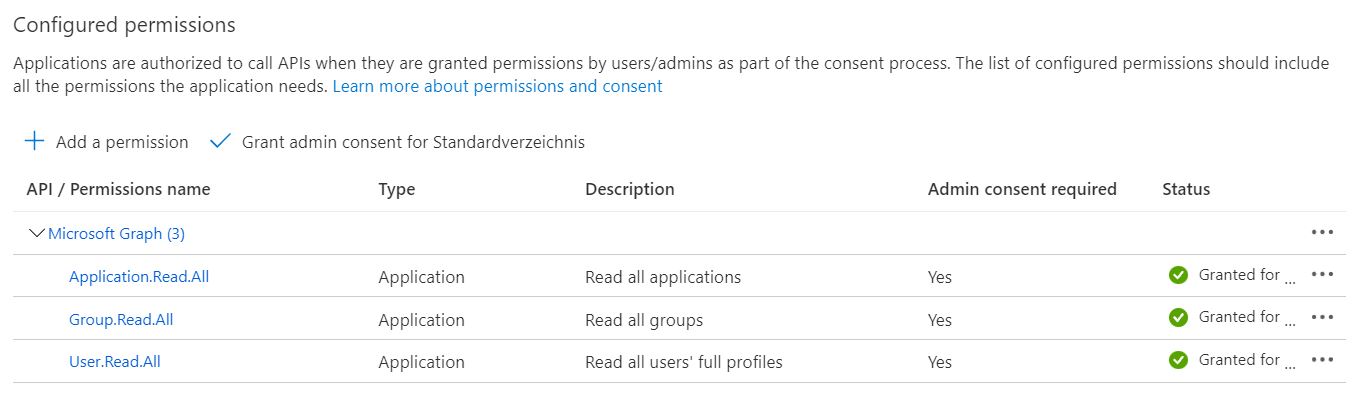 Configured permissions
Applications are authorized to call APIs when they are granted permissions by users/admins as part of the consent process. The list of configured permissions should include
all the permissions the application needs. Learn more about permissions and consent
Add a permission Grant admin consent for Standardverzeichnis
API / Permissions name Type Description Admin consent required Status
Microsoft Graph (3) •••
Application.Read.All Application Read all applications Yes Granted for ... •••
Group.Read.All Application Read all groups Yes Granted for ... •••
User.Read.All Application Read all users' full profiles Yes Granted for ... •••